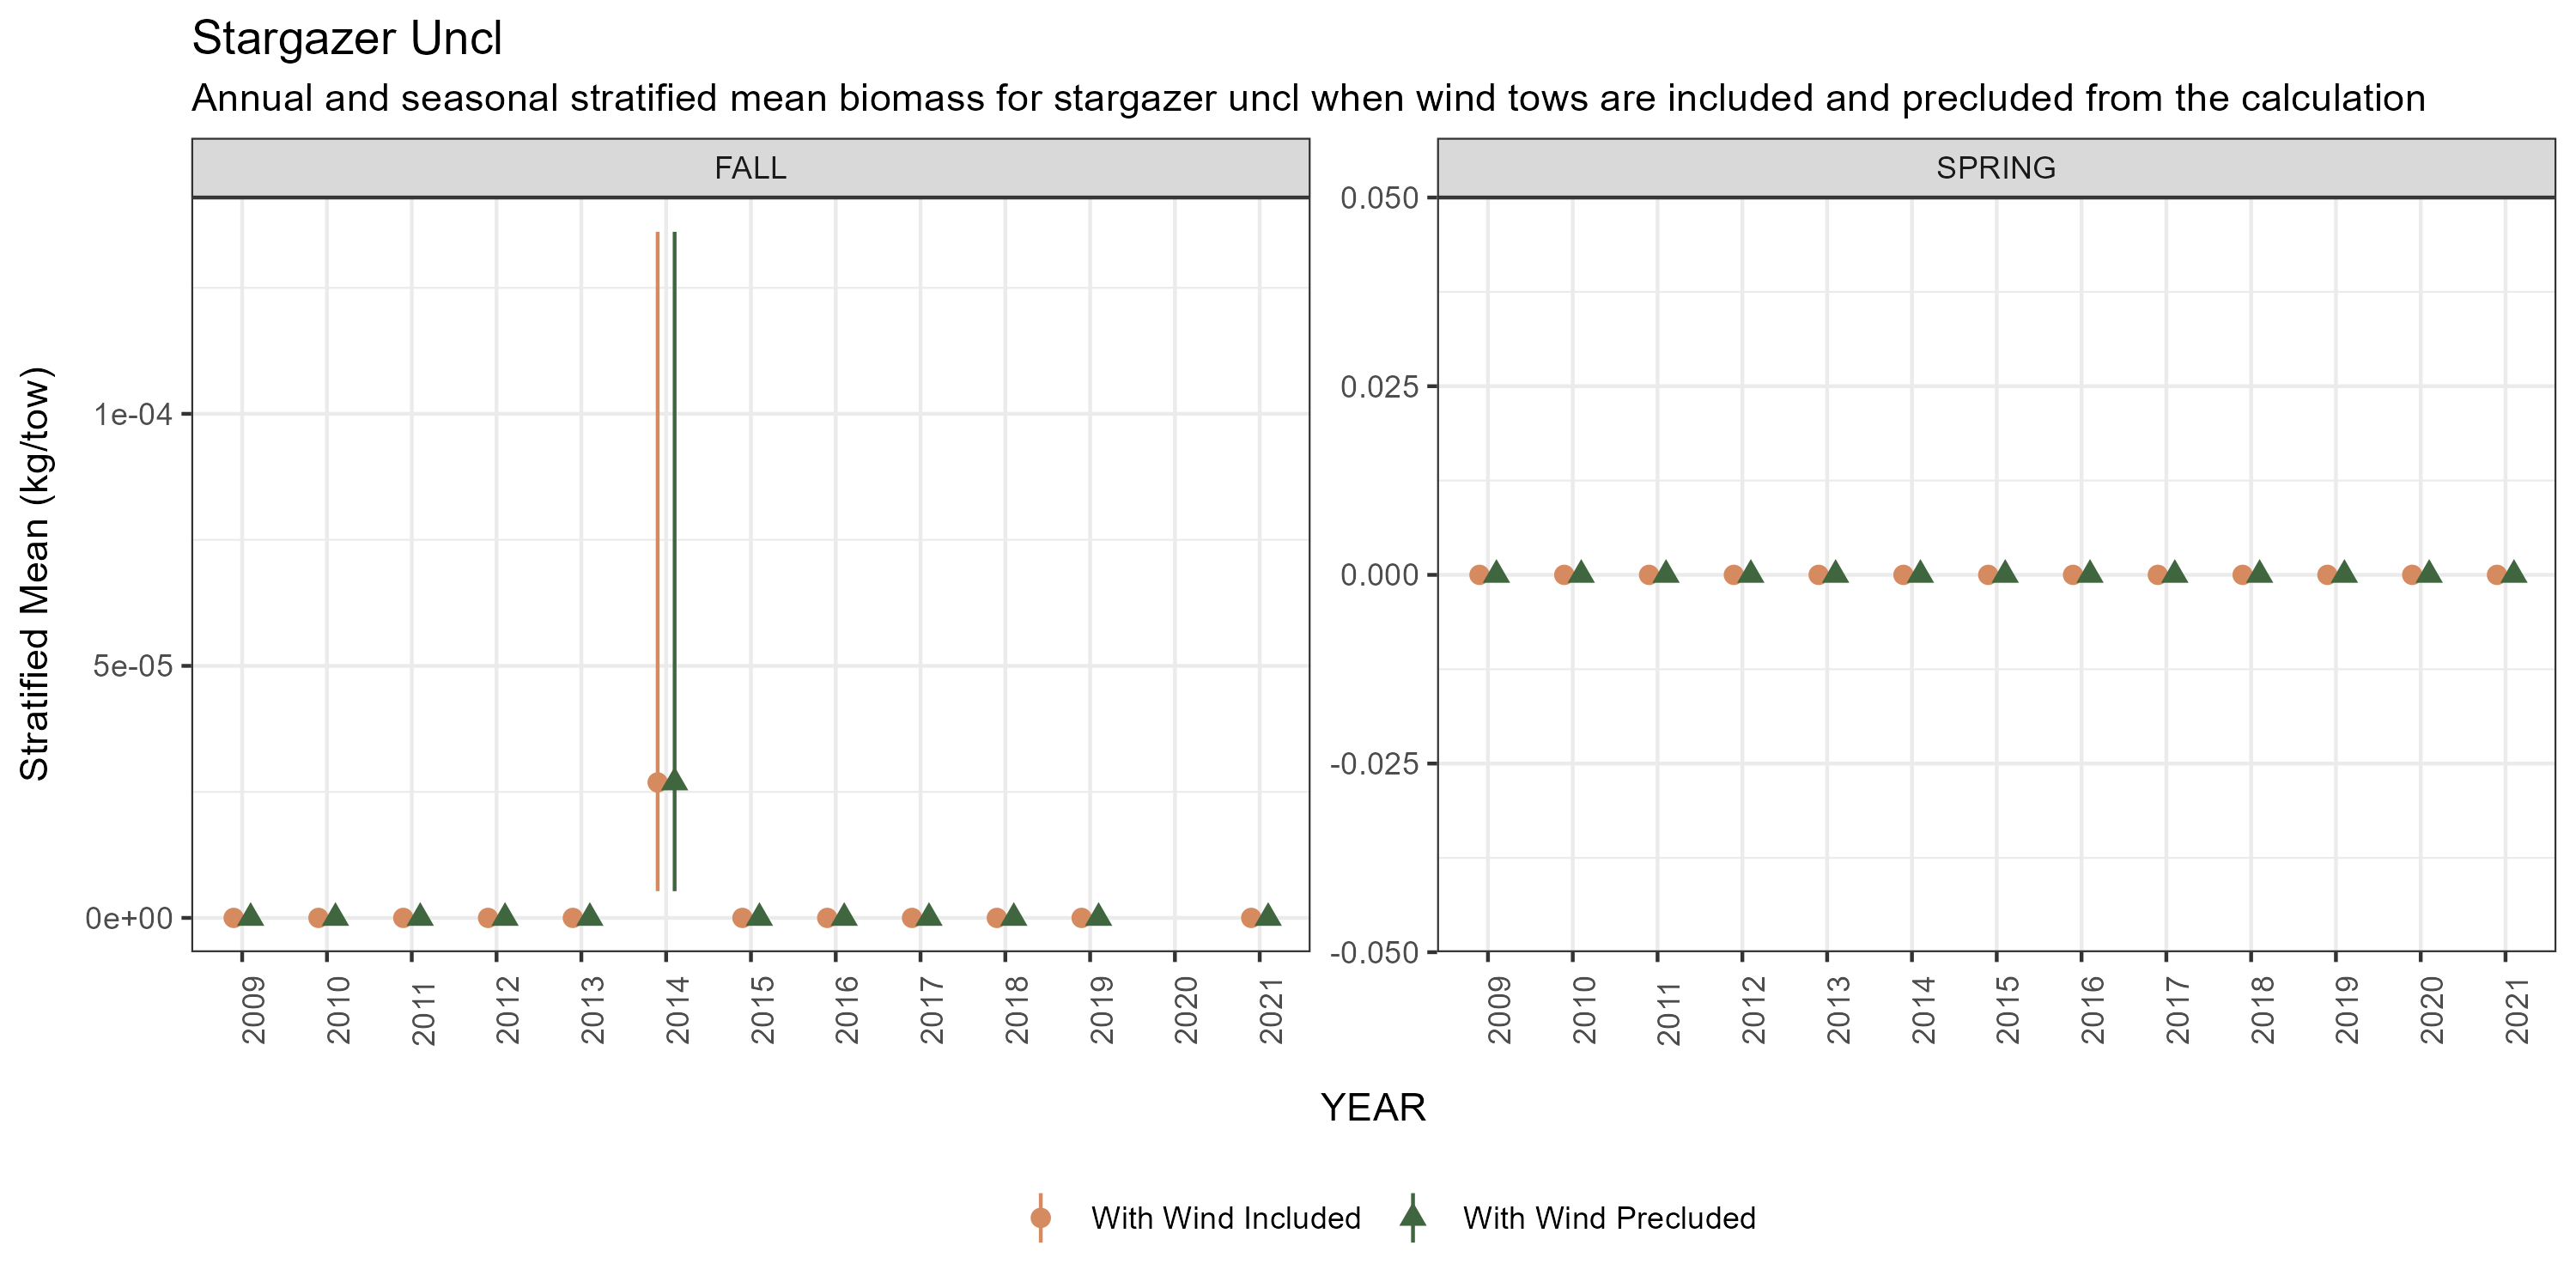 Stargazer Uncl
Annual and seasonal stratified mean biomass for stargazer uncl when wind tows are included and precluded from the calculation
FALL
SPRING
Stratified Mean (kg/tow)
1e-04
5e-05
0e+00
0.050
0.025
0.000
-0.025
-0.050
2009 2010 2011 2012 2013 2014 2015 2016 2017 2018 2019 2020 2021
2009 2010 2011 2012 2013 2014 2015 2016 2017 2018 2019 2020 2021
YEAR
With Wind Included With Wind Precluded